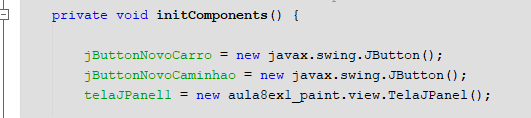 private void initComponents() {
jButtonNovoCarro = new javax.swing.JButton();
jButtonNovoCaminhao = new javax.swing.JButton();
telaJPanel1 = new aula8ex1_paint.view.TelaJPanel();